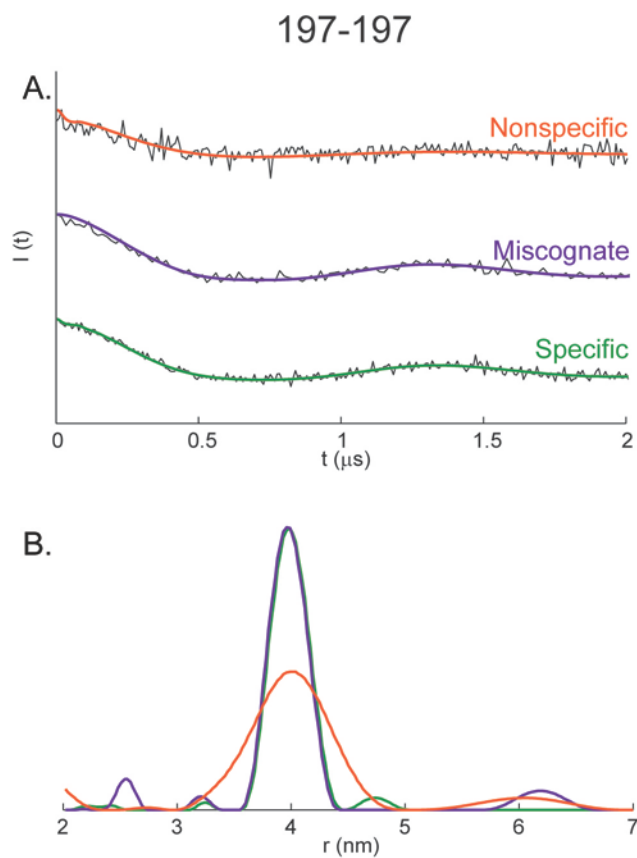 197-197
A.
Nonspecific
Miscognate
Specific
I (t)
0 0.5 1 1.5 2
t (μs)
B.
2 3 4 5 6 7
r (nm)